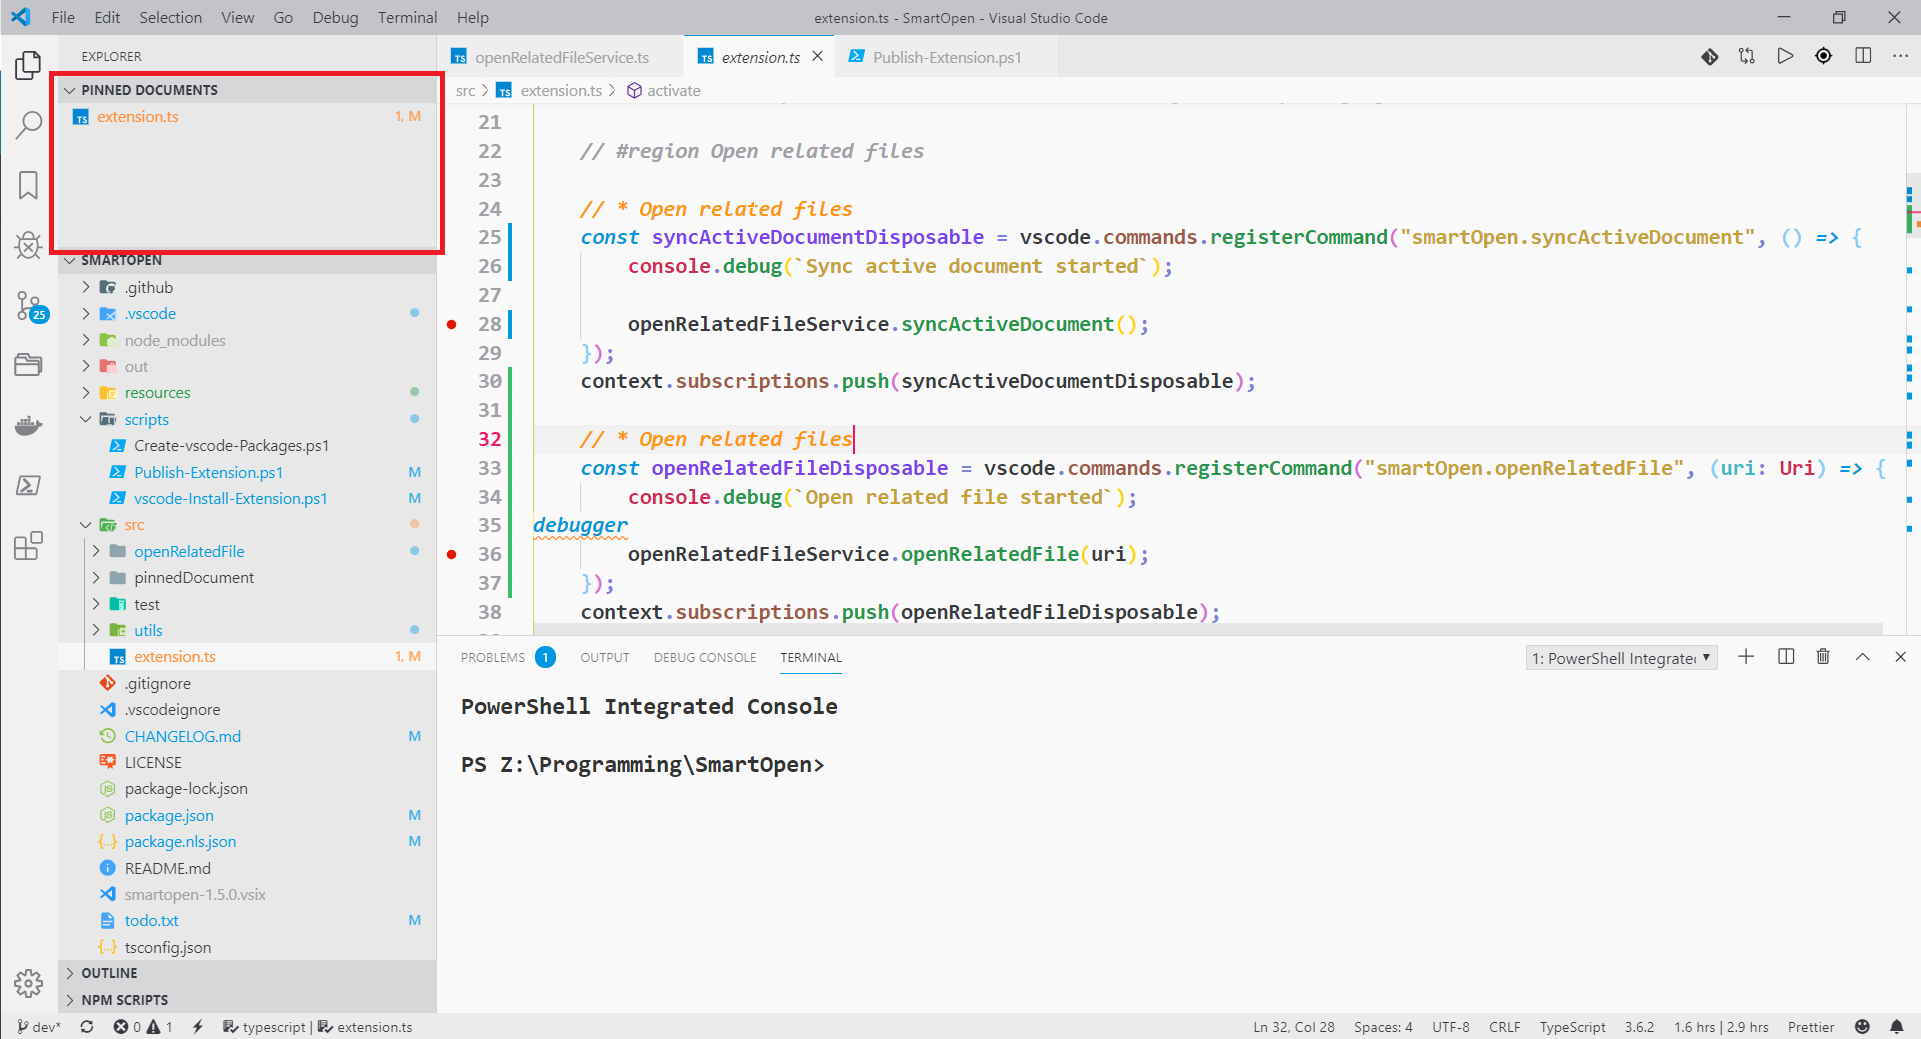 File Edit Selection View Go Debug Terminal Help
extension.ts - SmartOpen - Visual Studio Code
EXPLORER
PINNED DOCUMENTS
TS extension.ts 1, M
SMARTOPEN
.github
.vscode
node_modules
out
resources
scripts
Create-vscode-Packages.ps1
Publish-Extension.ps1 M
vscode-Install-Extension.ps1 M
src
openRelatedFile
pinnedDocument
test
utils
TS extension.ts 1, M
.gitignore
.vscodeignore
CHANGELOG.md M
LICENSE
package-lock.json
package.json M
package.nls.json M
README.md
smartopen-1.5.0.vsix
todo.txt M
tsconfig.json
OUTLINE
NPM SCRIPTS
25
TS openRelatedFileService.ts
TS extension.ts
Publish-Extension.ps1
src > TS extension.ts > activate
21
22 // #region Open related files
23
24 // * Open related files
25 const syncActiveDocumentDisposable = vscode.commands.registerCommand("smartOpen.syncActiveDocument", () => {
26 console.debug(`Sync active document started`);
27
28 openRelatedFileService.syncActiveDocument();
29 });
30 context.subscriptions.push(syncActiveDocumentDisposable);
31
32 // * Open related files
33 const openRelatedFileDisposable = vscode.commands.registerCommand("smartOpen.openRelatedFile", (uri: Uri) => {
34 console.debug(`Open related file started`);
35 debugger
36 openRelatedFileService.openRelatedFile(uri);
37 });
38 context.subscriptions.push(openRelatedFileDisposable);
PROBLEMS 1 OUTPUT DEBUG CONSOLE TERMINAL
1: PowerShell Integrate
PowerShell Integrated Console
PS Z:\Programming\SmartOpen>
dev* 0 1 typescript | extension.ts
Ln 32, Col 28 Spaces: 4 UTF-8 CRLF TypeScript 3.6.2 1.6 hrs | 2.9 hrs Prettier